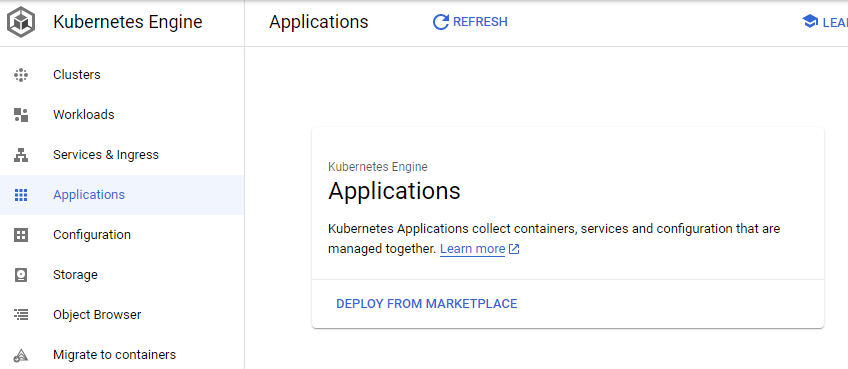 Kubernetes Engine
Applications
REFRESH
Clusters
Workloads
Services & Ingress
Applications
Configuration
Storage
Object Browser
Migrate to containers
Kubernetes Engine
Applications
Kubernetes Applications collect containers, services and configuration that are
managed together. Learn more
DEPLOY FROM MARKETPLACE